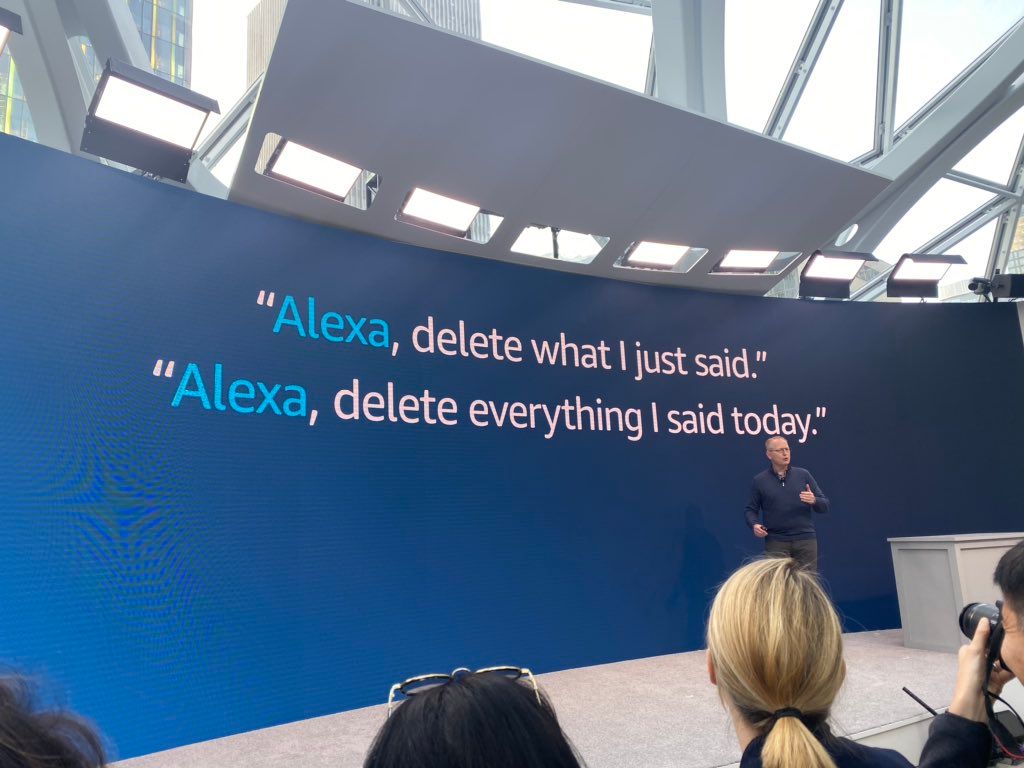 “Alexa, delete what I just said.”
“Alexa, delete everything I said today.”